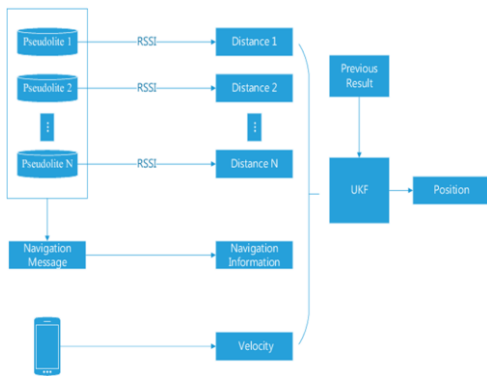 Pseudolite 1
RSSI
Distance 1
Pseudolite 2
RSSI
Distance 2
Previous
Result
...
...
Pseudolite N
RSSI
Distance N
UKF
Position
Navigation
Message
Navigation
Information
Velocity